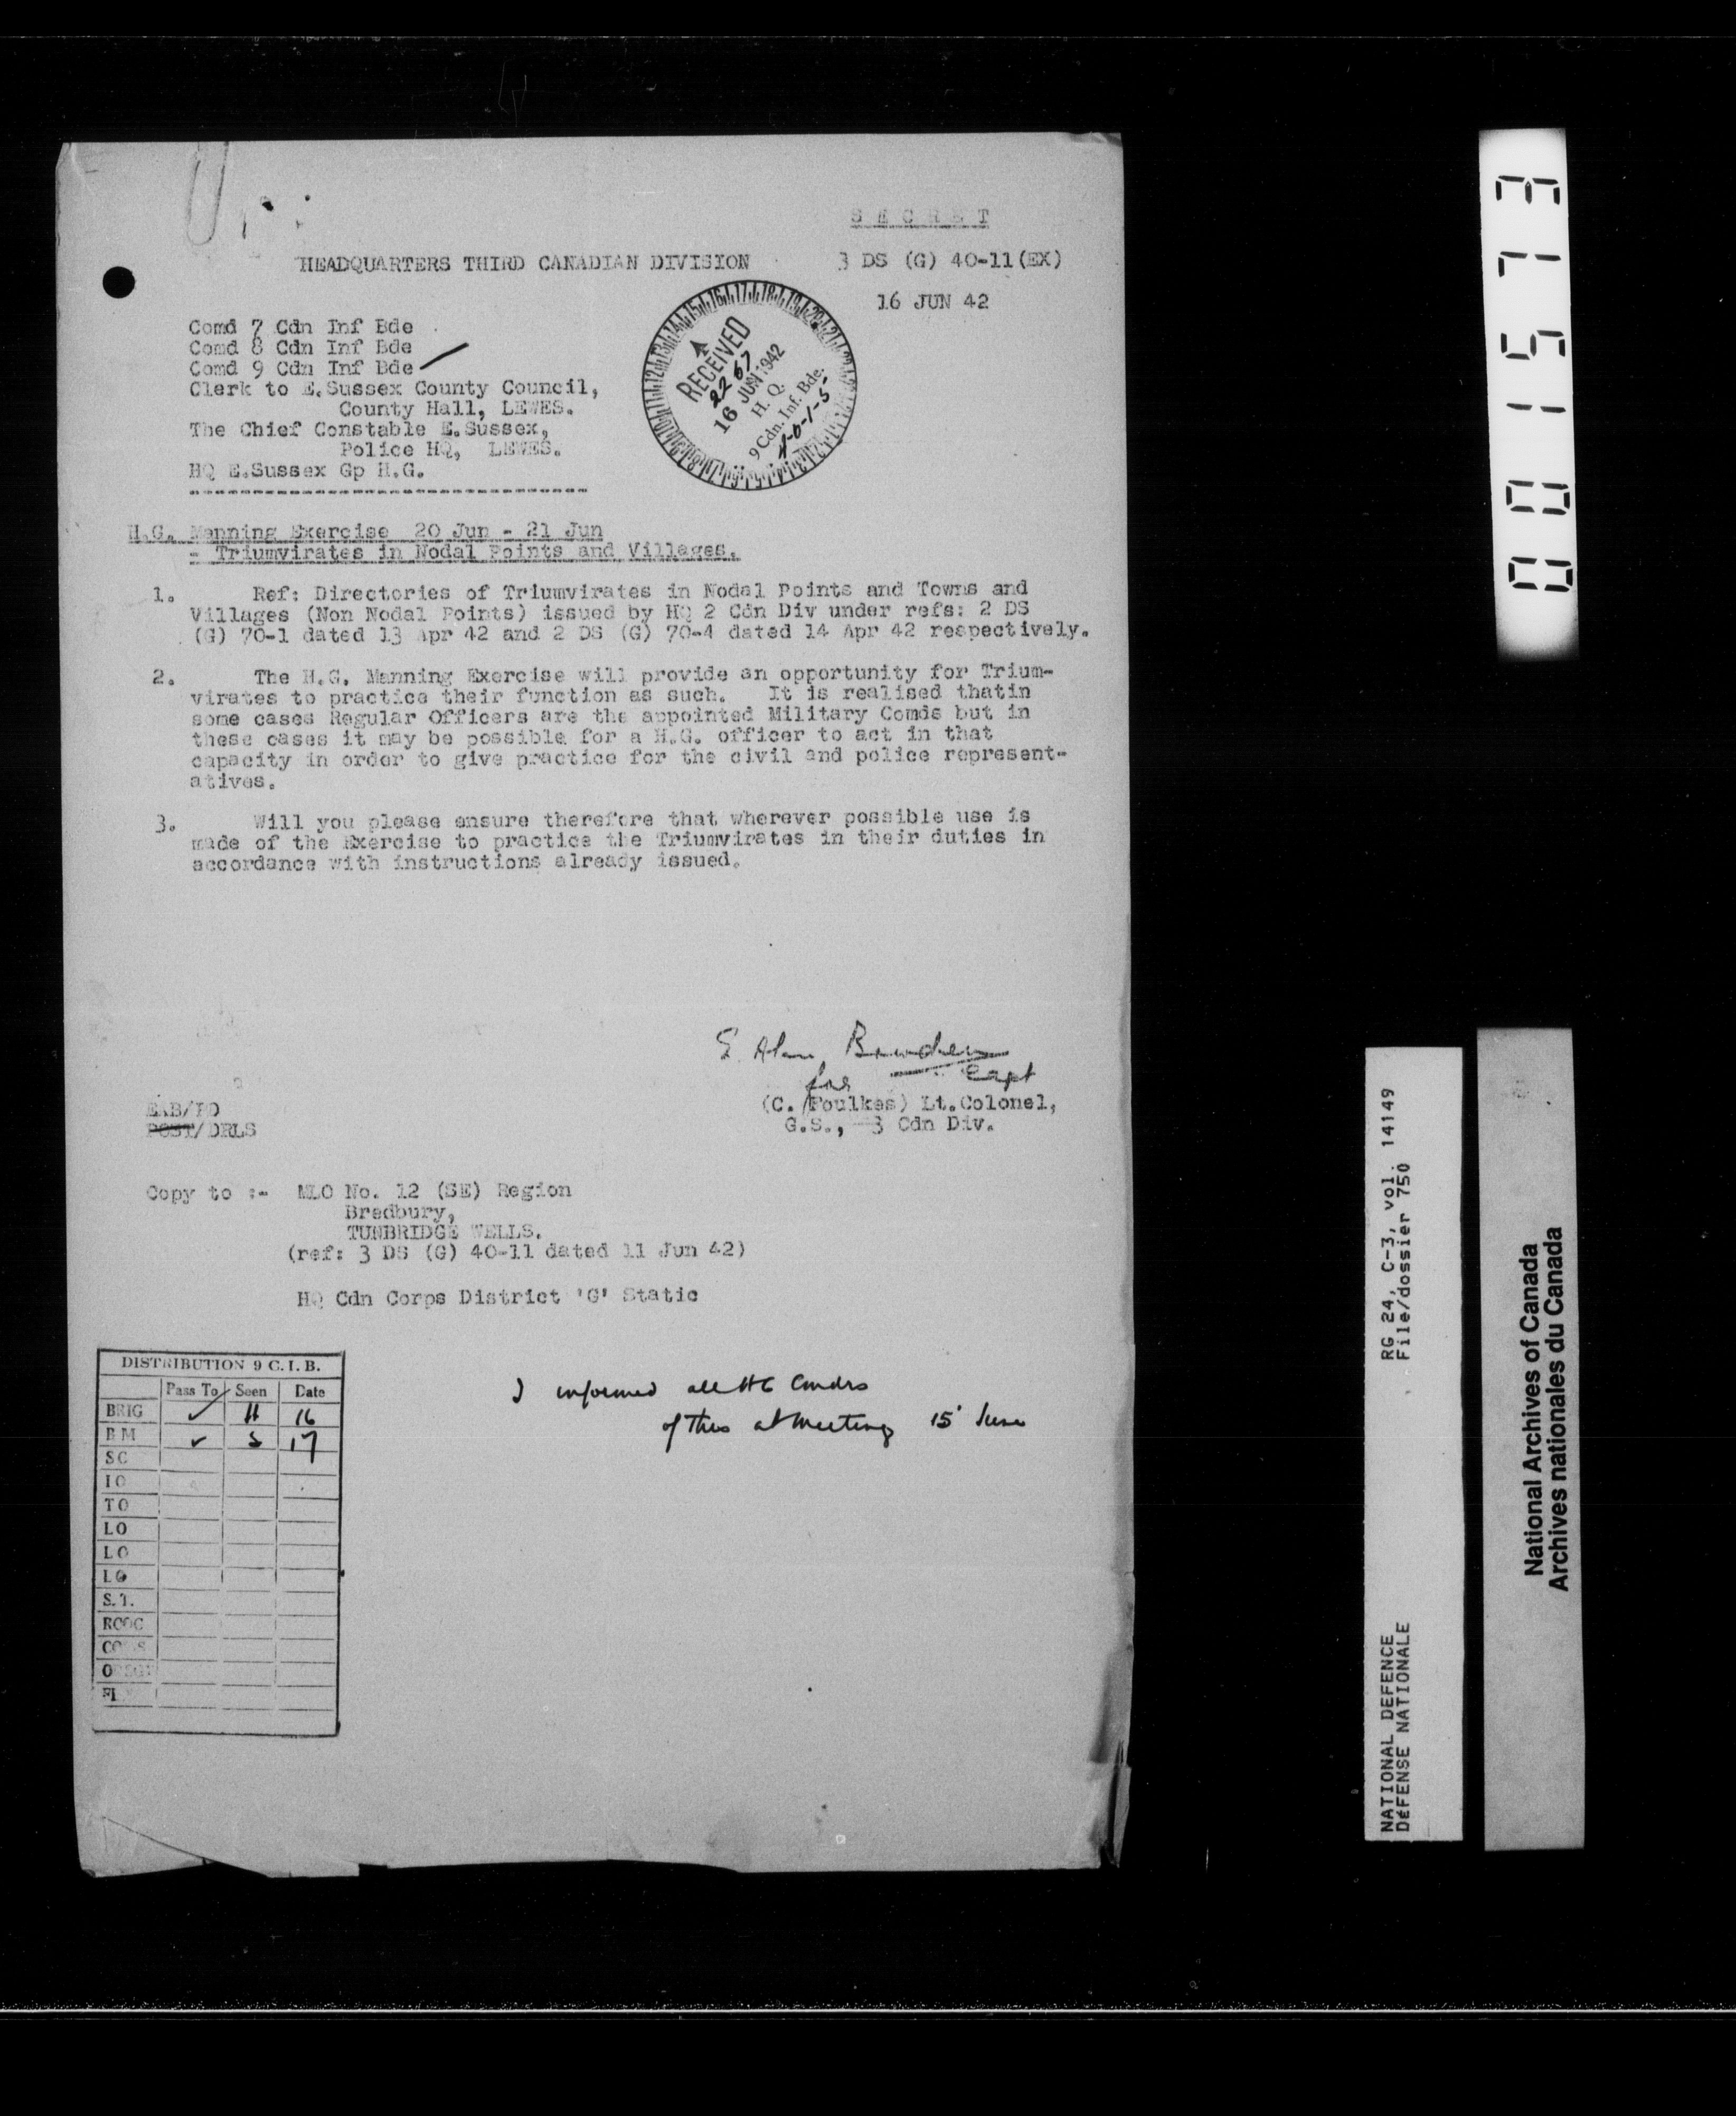 S E C R E T
HEADQUARTERS THIRD CANADIAN DIVISION
3 DS (G) 40-11(EX)
16 JUN 42
Comd 7 Cdn Inf Bde
Comd 8 Cdn Inf Bde
Comd 9 Cdn Inf Bde
Clerk to E.Sussex County Council,
County Hall, LEWES.
The Chief Constable E.Sussex,
Police HQ, LEWES.
HQ E.Sussex Gp H.G.
RECEIVED
22 67
16 JUN 1942
H. Q.
9 Cdn. Inf. Bde.
4-0-1-5
H.G. Manning Exercise 20 Jun - 21 Jun
- Triumvirates in Nodal Points and Villages.
1. Ref: Directories of Triumvirates in Nodal Points and Towns and
Villages (Non Nodal Points) issued by HQ 2 Cdn Div under refs: 2 DS
(G) 70-1 dated 13 Apr 42 and 2 DS (G) 70-4 dated 14 Apr 42 respectively.
2. The H.G. Manning Exercise will provide an opportunity for Trium-
virates to practice their function as such. It is realised thatin
some cases Regular Officers are the appointed Military Comds but in
these cases it may be possible for a H.G. officer to act in that
capacity in order to give practice for the civil and police represent-
atives.
3. Will you please ensure therefore that wherever possible use is
made of the Exercise to practice the Triumvirates in their duties in
accordance with instructions already issued.
E. Alan Bowden
for Capt
(C. Foulkes) Lt.Colonel,
G.S., 3 Cdn Div.
EAB/PD
POST/DRLS
Copy to :- MLO No. 12 (SE) Region
Bredbury,
TUNBRIDGE WELLS.
(ref: 3 DS (G) 40-11 dated 11 Jun 42)
HQ Cdn Corps District 'G' Static
I informed all HG Cmdrs
of this at meeting 15 June
DISTRIBUTION 9 C.I.B.
Pass To Seen Date
BRIG ✓ H 16
BM ✓ S 17
SC
IO
TO
LO
LO
LO
S.T.
RCOC
0001573
RG 24, C-3, vol. 14149
File/dossier 750
NATIONAL DEFENCE
DÉFENSE NATIONALE
National Archives of Canada
Archives nationales du Canada